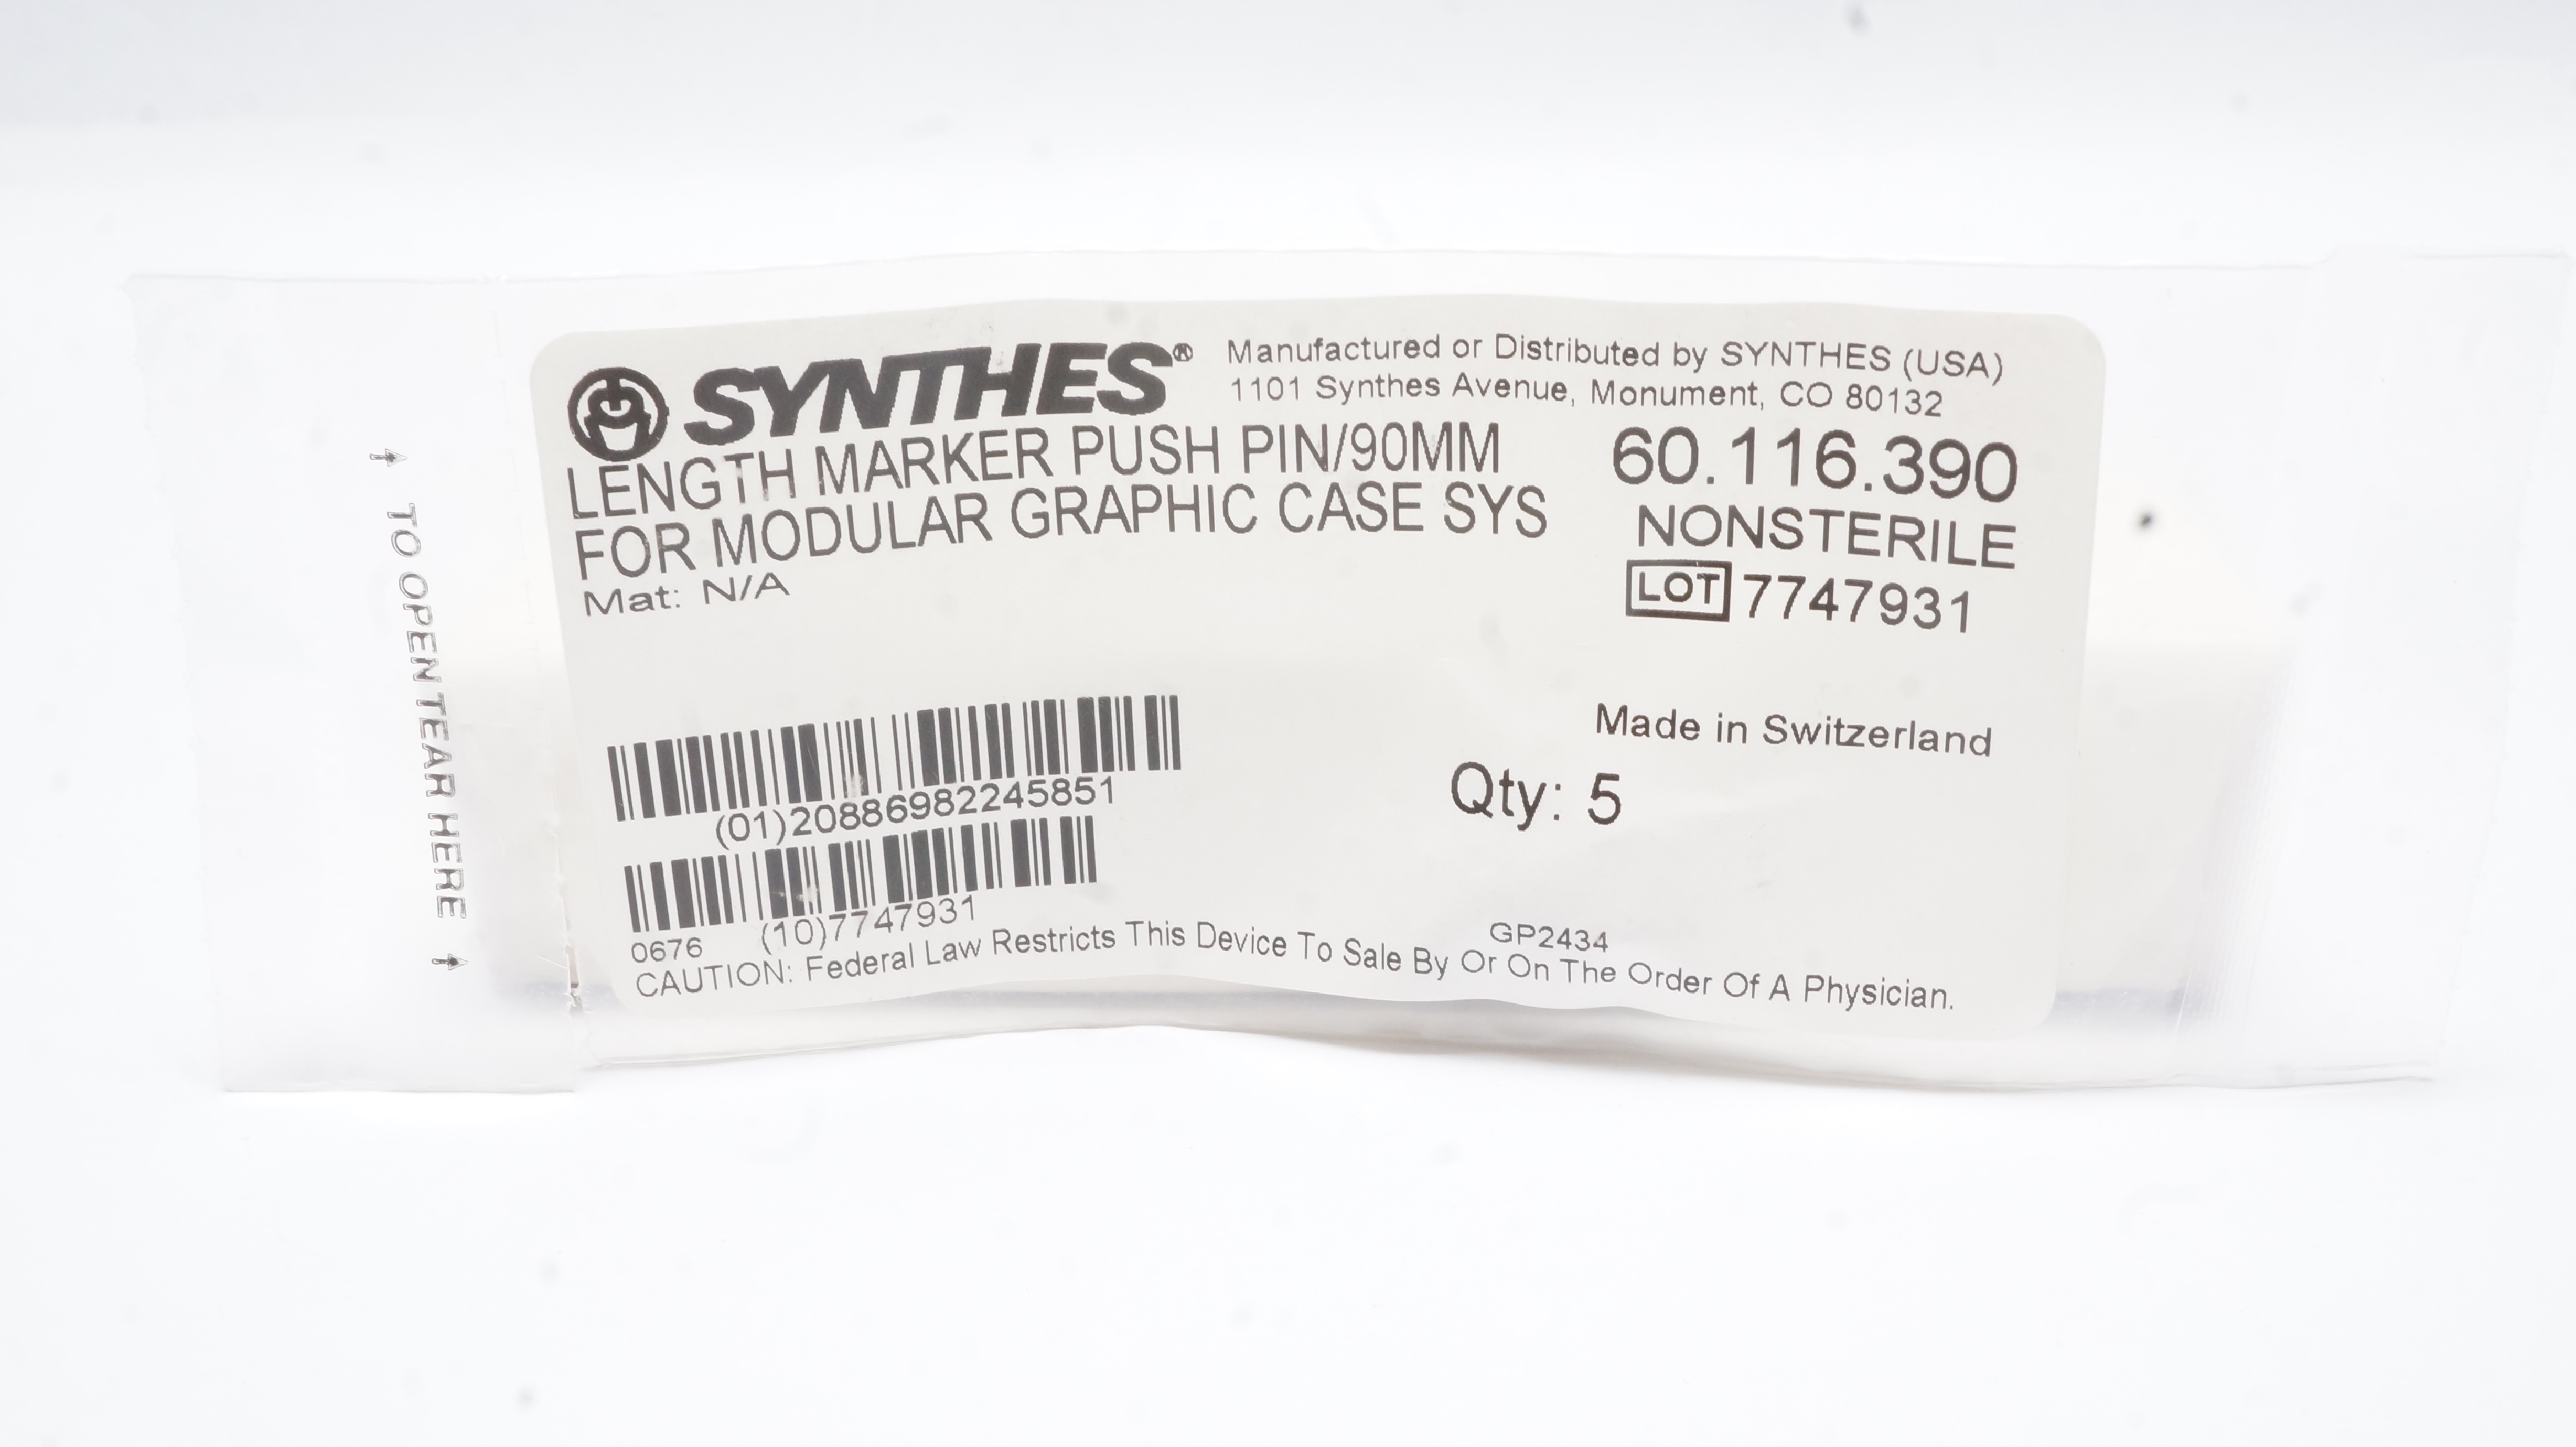 SYNTHES®
Manufactured or Distributed by SYNTHES (USA)
1101 Synthes Avenue, Monument, CO 80132
LENGTH MARKER PUSH PIN/90MM
FOR MODULAR GRAPHIC CASE SYS
Mat: N/A
60.116.390
NONSTERILE
LOT 7747931
Made in Switzerland
Qty: 5
(01)20886982245851
(10)7747931
0676
GP2434
CAUTION: Federal Law Restricts This Device To Sale By Or On The Order Of A Physician.
TO OPEN TEAR HERE